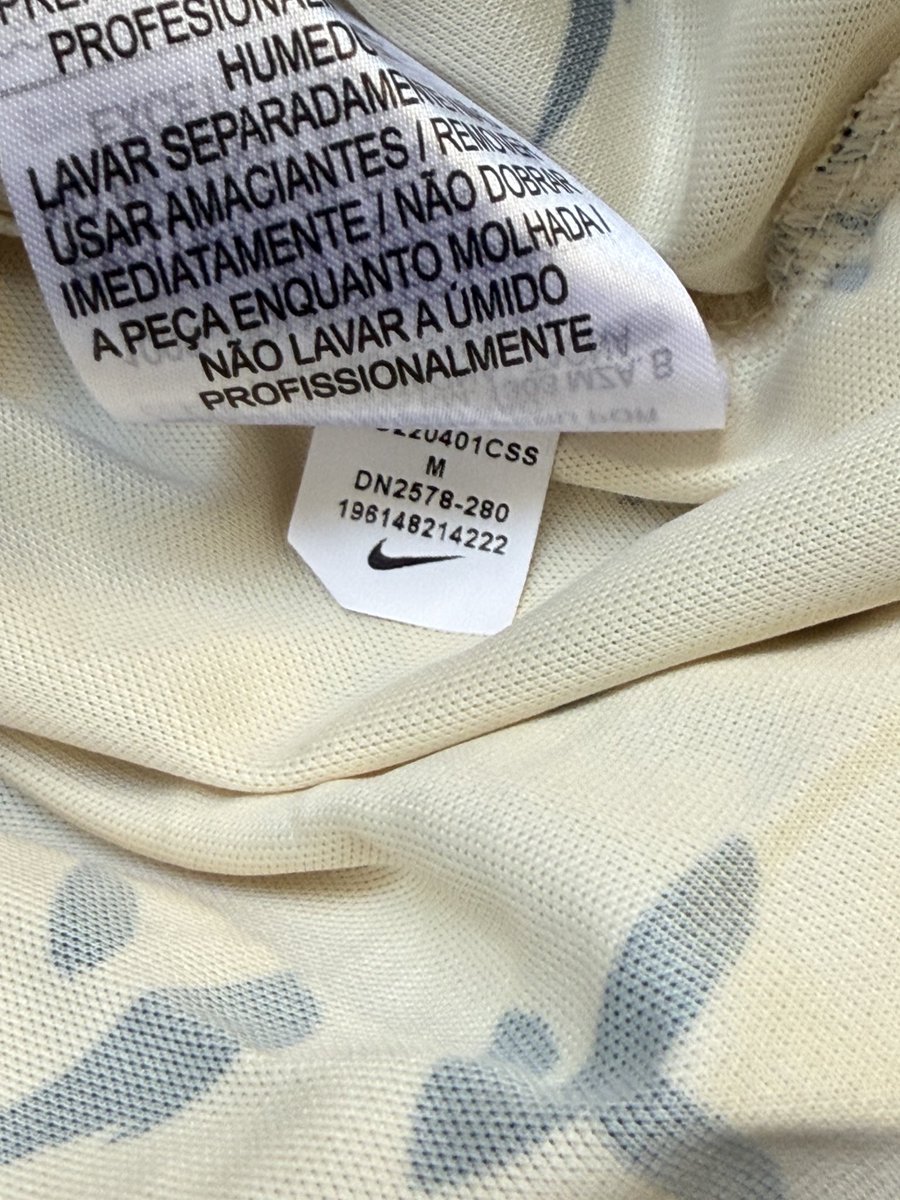 PROFESIONAL
HUMEDO
LAVAR SEPARADAMEN
USAR AMACIANTES / REMOVER
IMEDIATAMENTE / NÃO DOBRAR
A PEÇA ENQUANTO MOLHADA /
NÃO LAVAR A ÚMIDO
PROFISSIONALMENTE
220401CSS
M
DN2578-280
196148214222